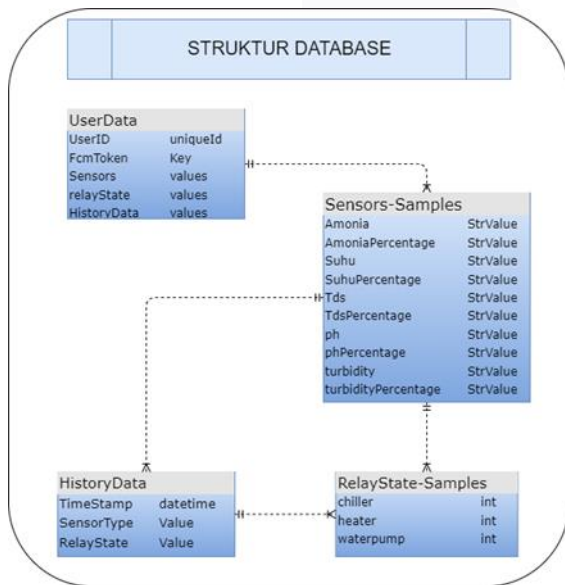 STRUKTUR DATABASE
UserData
UserID uniqueId
FcmToken Key
Sensors values
relayState values
HistoryData values
Sensors-Samples
Amonia StrValue
AmoniaPercentage StrValue
Suhu StrValue
SuhuPercentage StrValue
Tds StrValue
TdsPercentage StrValue
ph StrValue
phPercentage StrValue
turbidity StrValue
turbidityPercentage StrValue
HistoryData
TimeStamp datetime
SensorType Value
RelayState Value
RelayState-Samples
chiller int
heater int
waterpump int